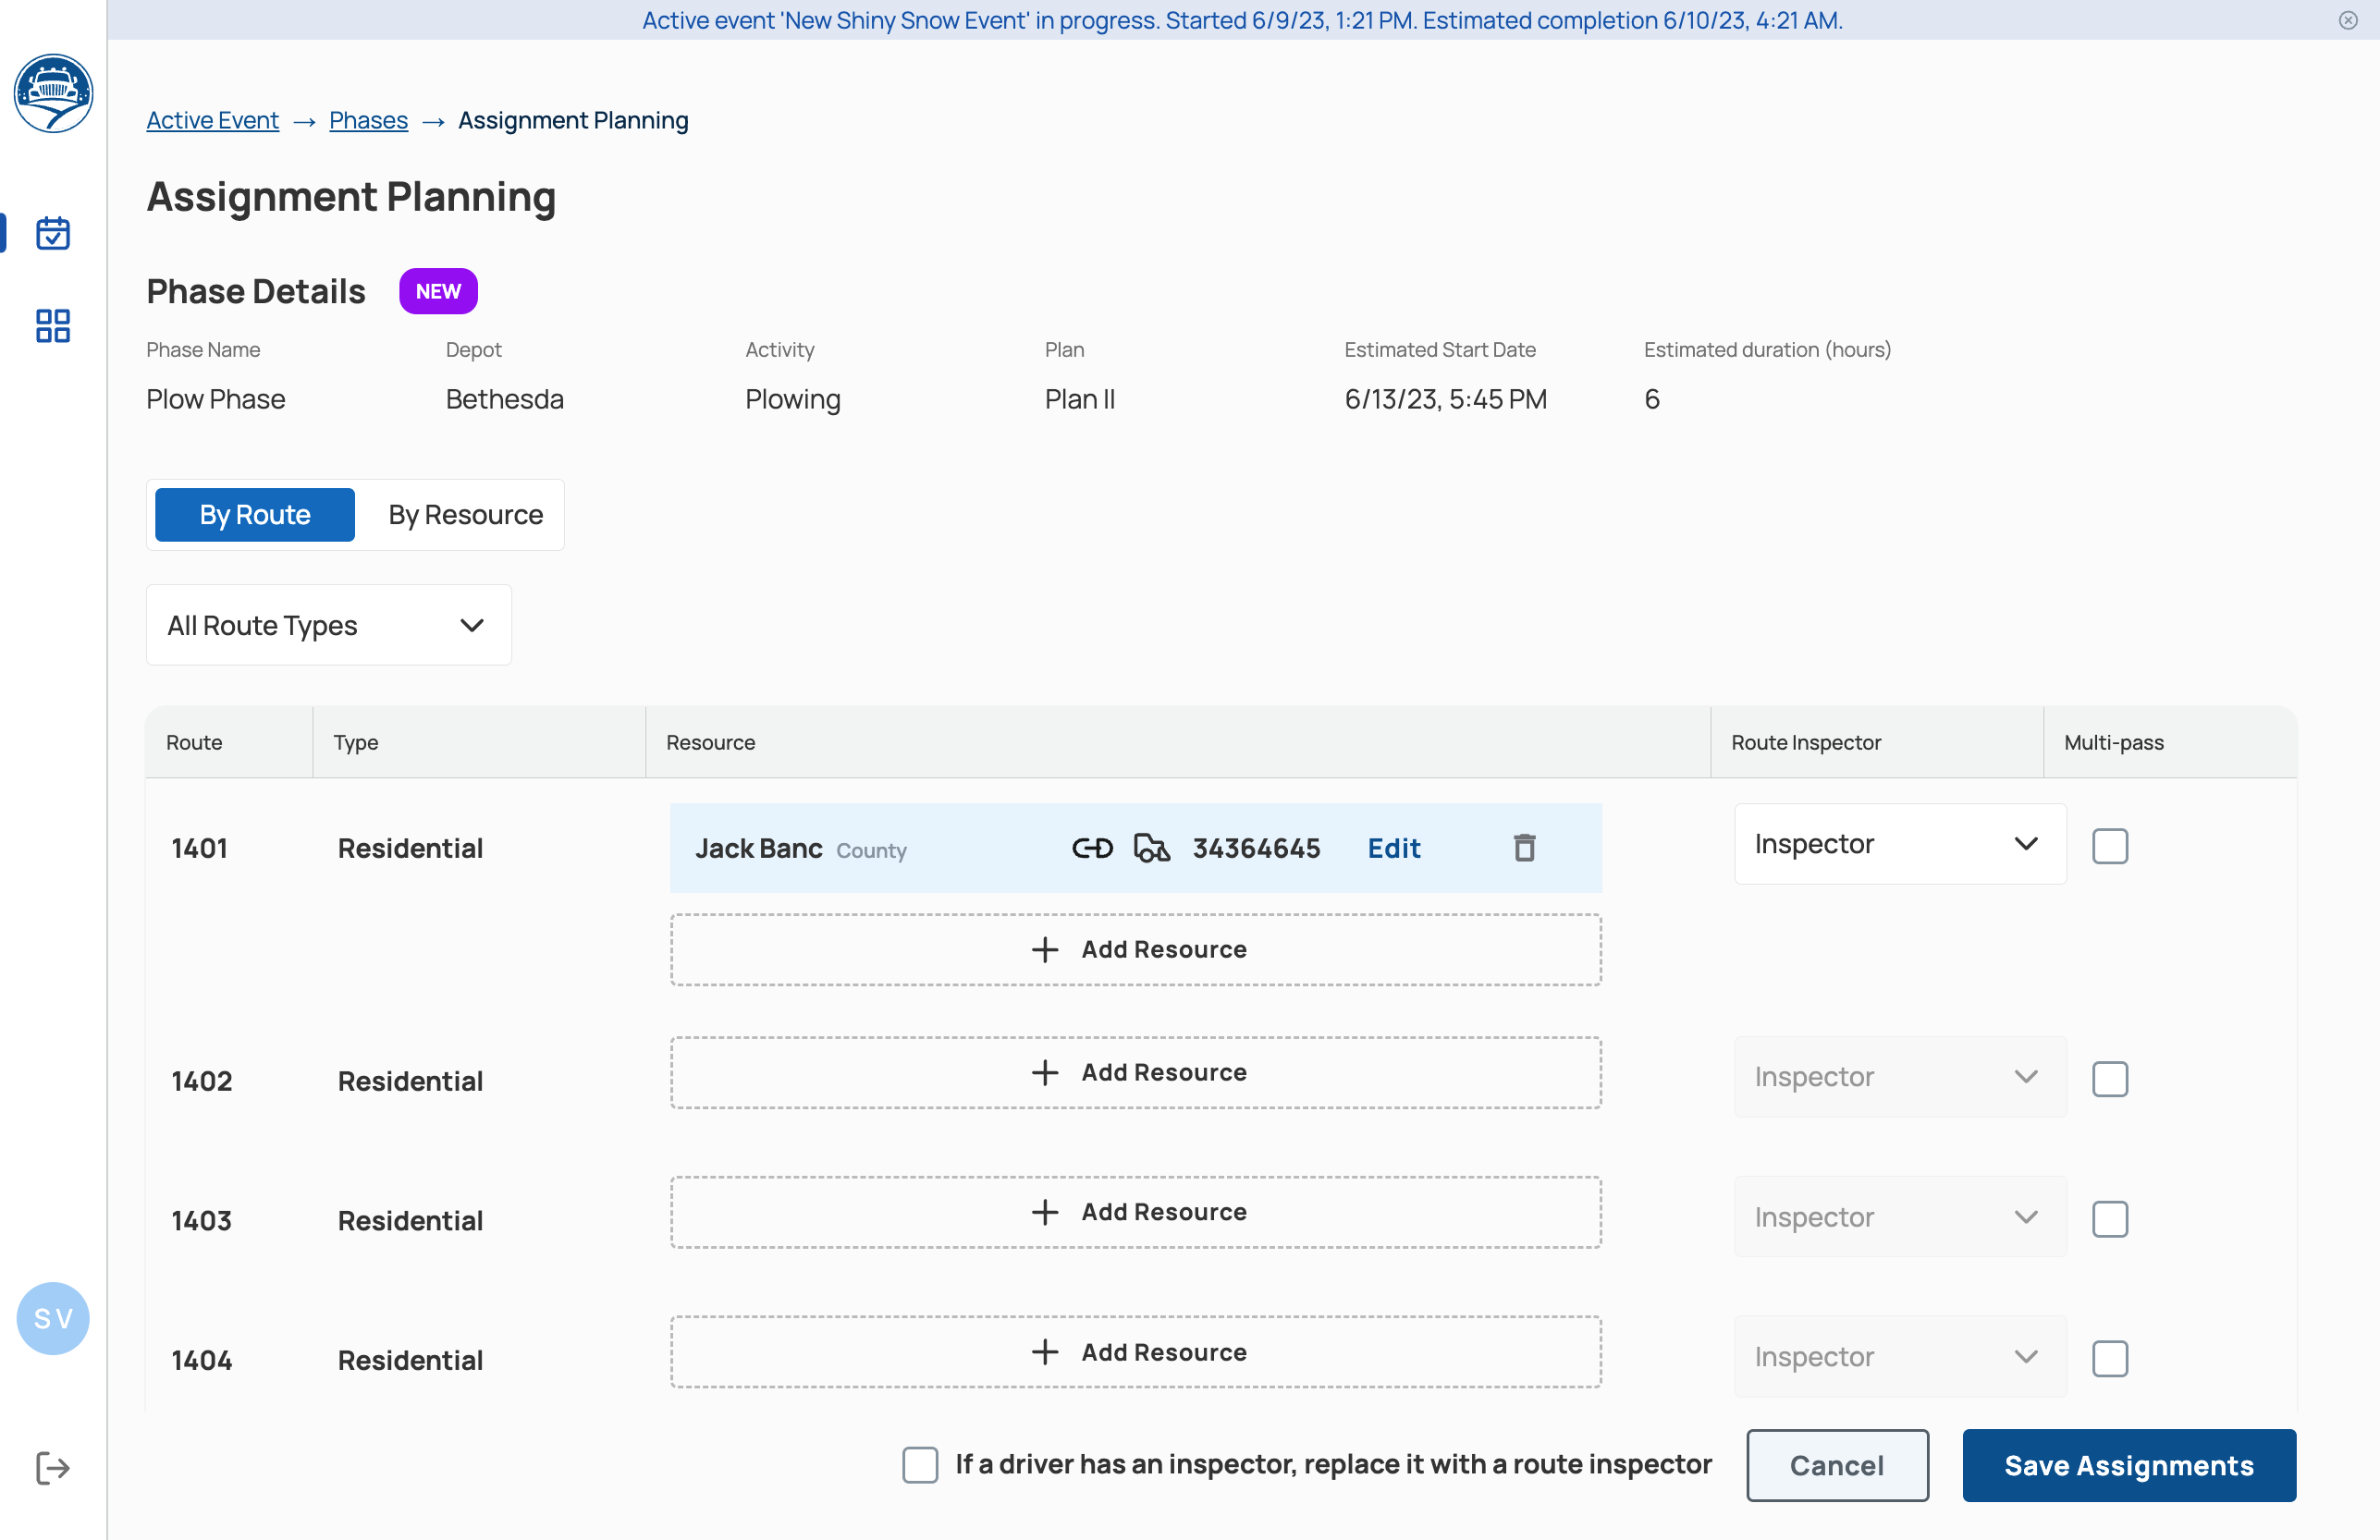 Active event 'New Shiny Snow Event' in progress. Started 6/9/23, 1:21 PM. Estimated completion 6/10/23, 4:21 AM.
Active Event → Phases → Assignment Planning
Assignment Planning
Phase Details NEW
Phase Name Depot Activity Plan Estimated Start Date Estimated duration (hours)
Plow Phase Bethesda Plowing Plan II 6/13/23, 5:45 PM 6
By Route By Resource
All Route Types
Route Type Resource Route Inspector Multi-pass
1401 Residential Jack Banc County 34364645 Edit Inspector
Add Resource
1402 Residential Add Resource Inspector
1403 Residential Add Resource Inspector
1404 Residential Add Resource Inspector
S V
If a driver has an inspector, replace it with a route inspector Cancel Save Assignments